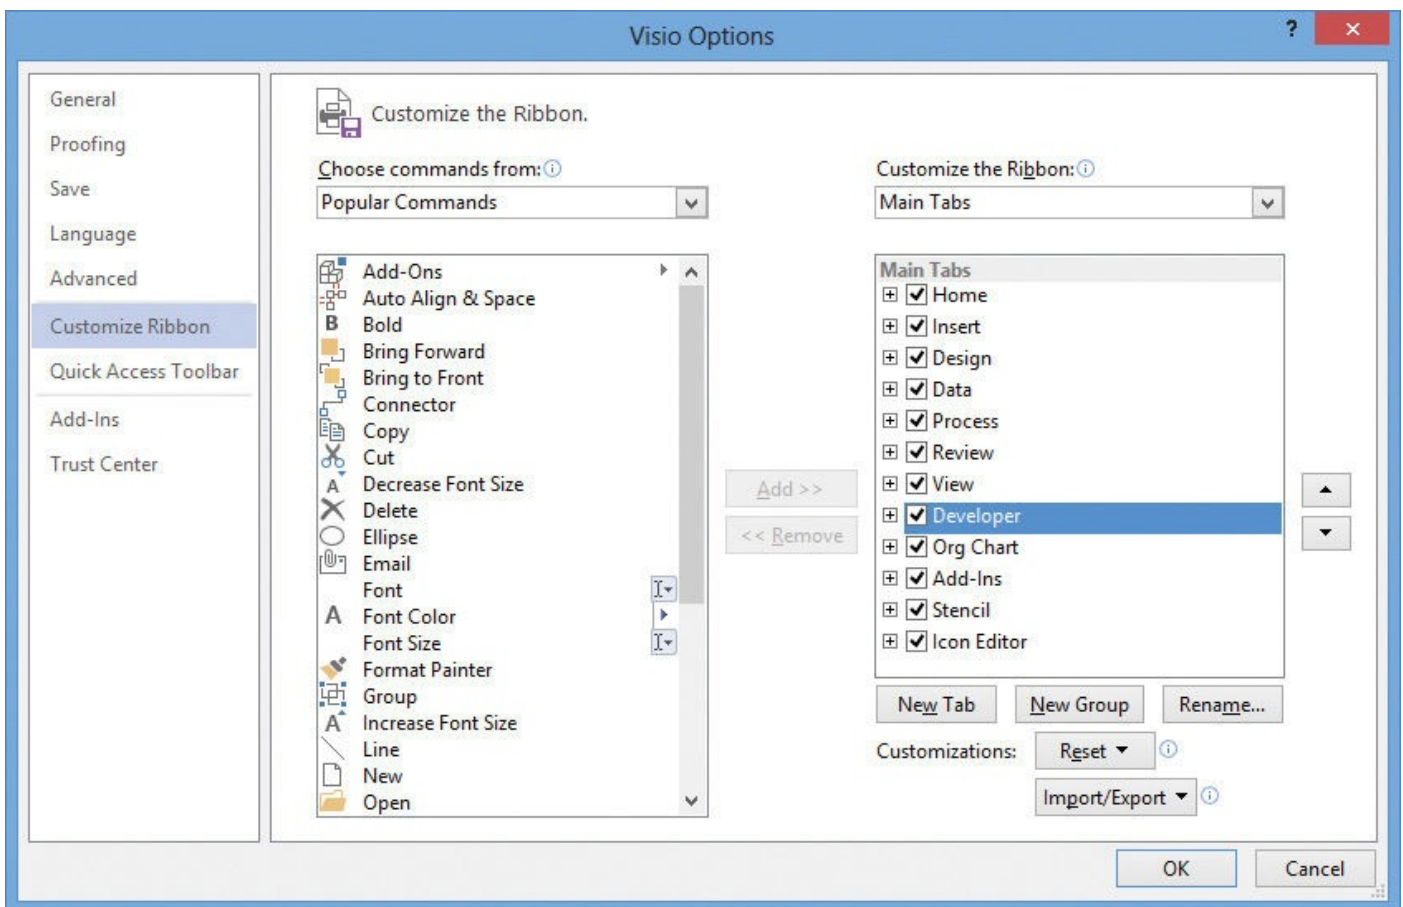 Visio Options
? ×
General
Proofing
Save
Language
Advanced
Customize Ribbon
Quick Access Toolbar
Add-Ins
Trust Center
Customize the Ribbon.
Choose commands from:
Popular Commands
Add-Ons
Auto Align & Space
B Bold
Bring Forward
Bring to Front
Connector
Copy
Cut
A Decrease Font Size
Delete
Ellipse
Email
Font
A Font Color
Font Size
Format Painter
Group
A Increase Font Size
Line
New
Open
Add >>
<< Remove
Customize the Ribbon:
Main Tabs
Main Tabs
Home
Insert
Design
Data
Process
Review
View
Developer
Org Chart
Add-Ins
Stencil
Icon Editor
New Tab New Group Rename...
Customizations: Reset
Import/Export
OK Cancel